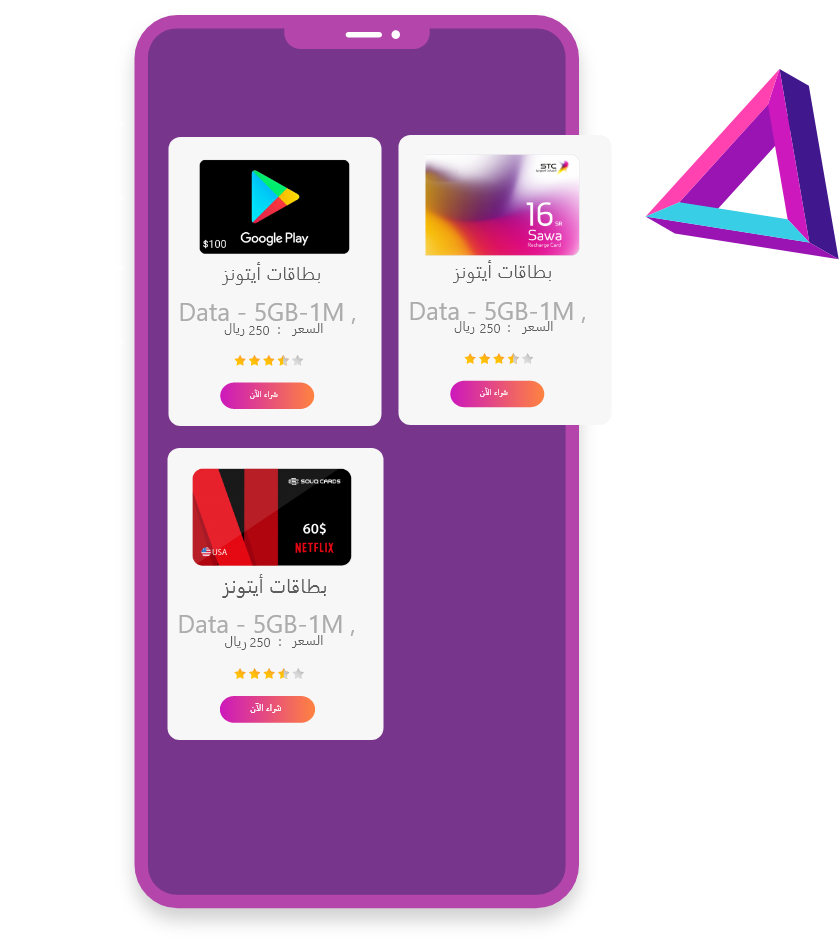 $100
Google Play
بطاقات أيتونز
Data - 5GB-1M ,
السعر : 250 ريال
شراء الآن
STC
16 SR
Sawa
Recharge Card
بطاقات أيتونز
Data - 5GB-1M ,
السعر : 250 ريال
شراء الآن
SOUQ CARDS
60$
USA
NETFLIX
بطاقات أيتونز
Data - 5GB-1M ,
السعر : 250 ريال
شراء الآن